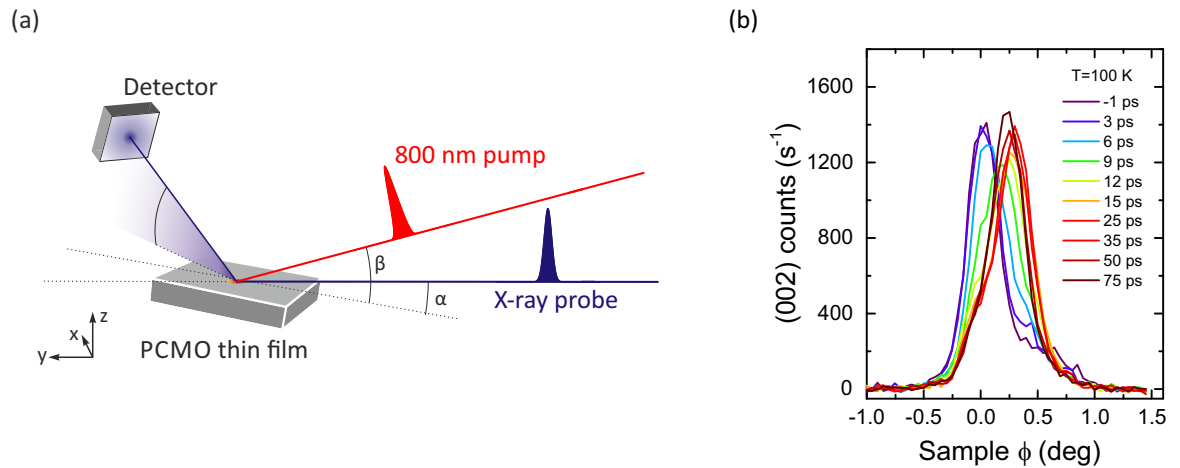 (a)
Detector
800 nm pump
β
α
X-ray probe
z
x
y
PCMO thin film
(b)
T=100 K
-1 ps
3 ps
6 ps
9 ps
12 ps
15 ps
25 ps
35 ps
50 ps
75 ps
1600
1200
800
400
0
(002) counts (s⁻¹)
-1.0 -0.5 0.0 0.5 1.0 1.5
Sample ϕ (deg)